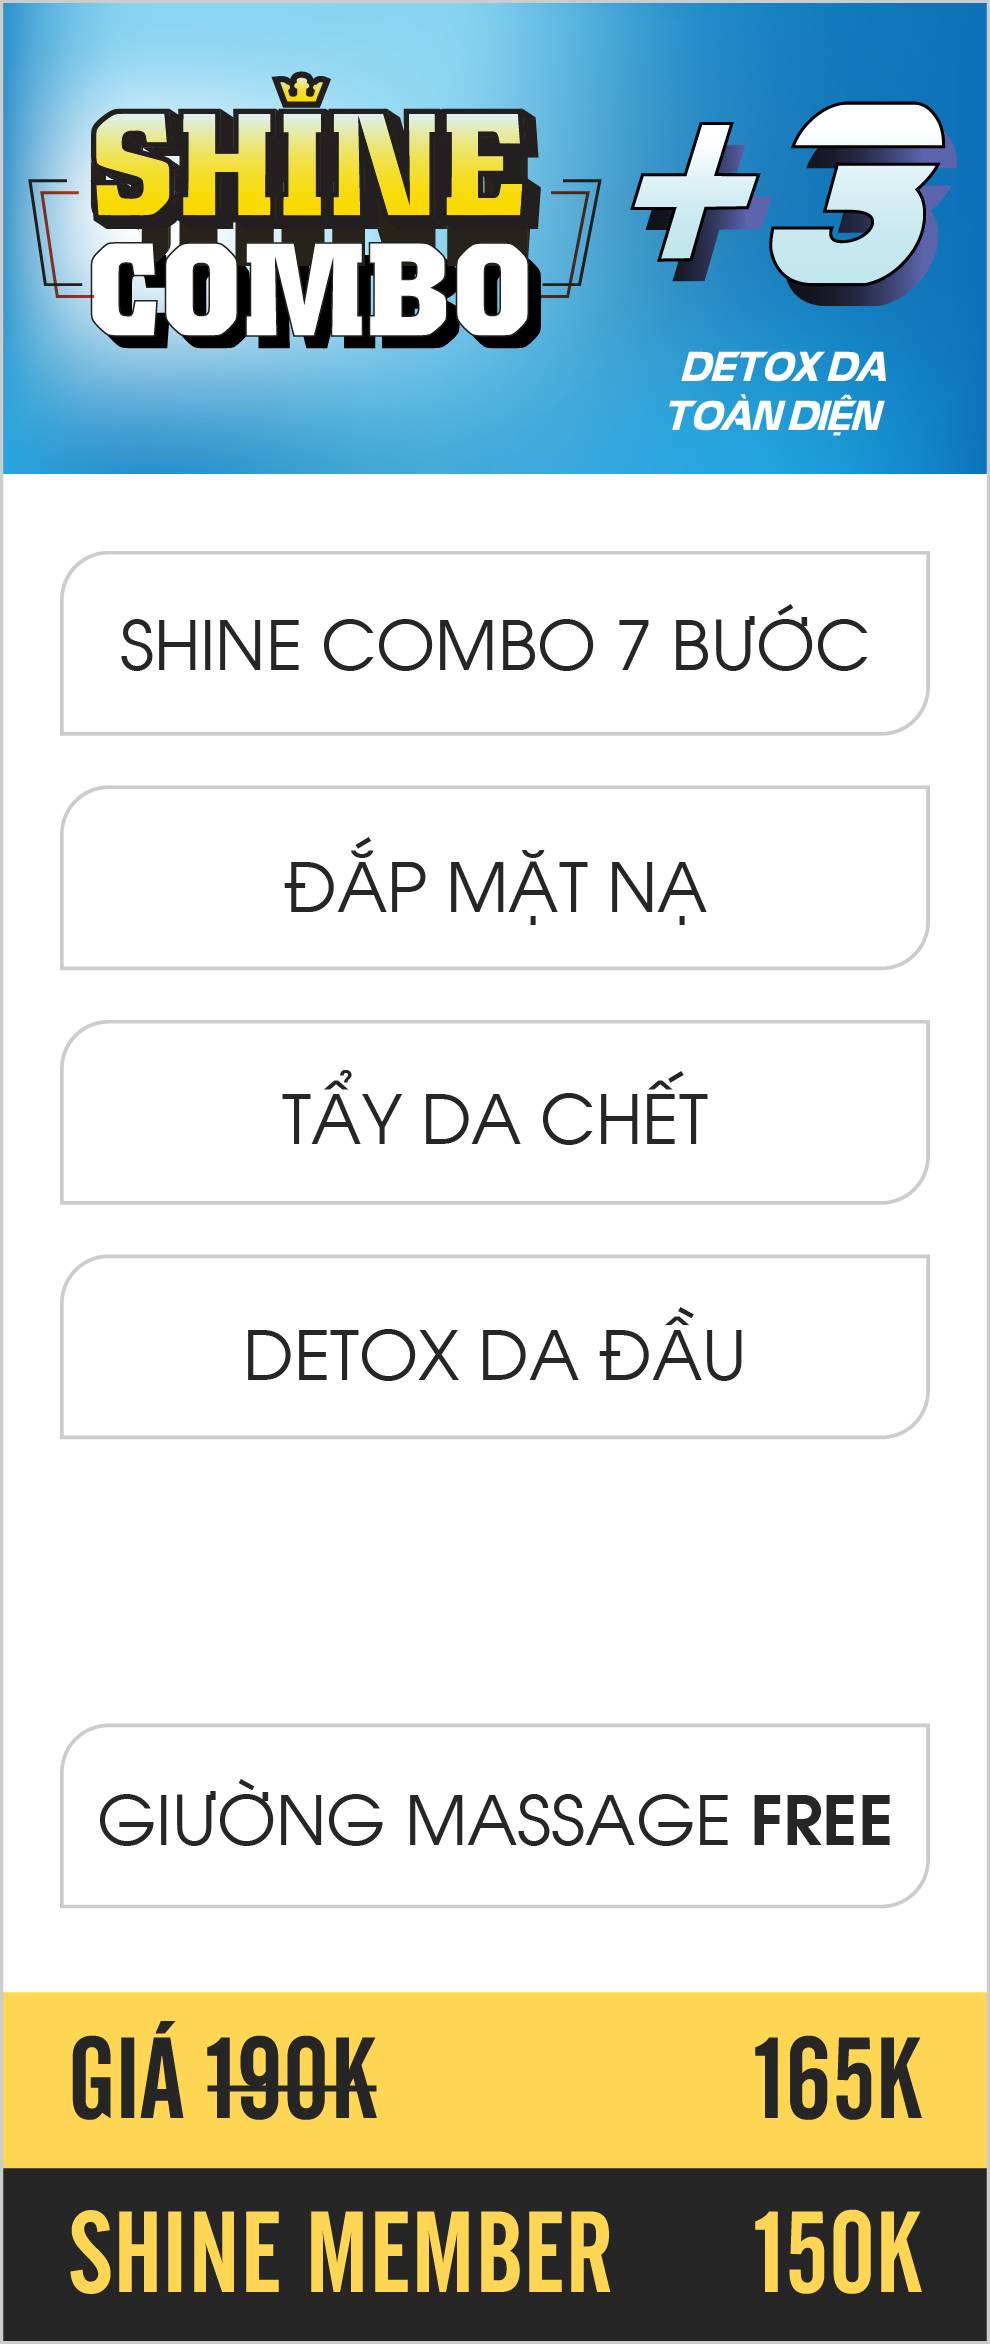 SHINE
COMBO
+3
DETOX DA
TOÀN DIỆN
SHINE COMBO 7 BƯỚC
ĐẮP MẶT NẠ
TẨY DA CHẾT
DETOX DA ĐẦU
GIƯỜNG MASSAGE FREE
GIÁ 190K 165K
SHINE MEMBER 150K